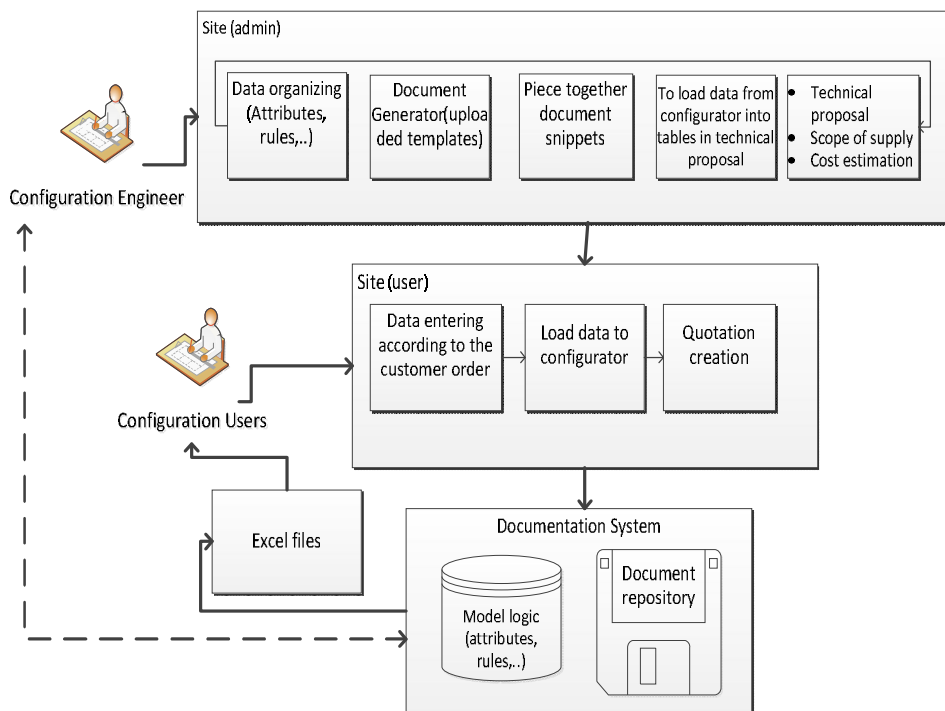 Site (admin)
Data organizing
(Attributes,
rules,..)
Document
Generator(uploa
ded templates)
Piece together
document
snippets
To load data from
configurator into
tables in technical
proposal
• Technical
proposal
• Scope of supply
• Cost estimation
Configuration Engineer
Site (user)
Data entering
according to the
customer order
Load data to
configurator
Quotation
creation
Configuration Users
Excel files
Documentation System
Model logic
(attributes,
rules,..)
Document
repository